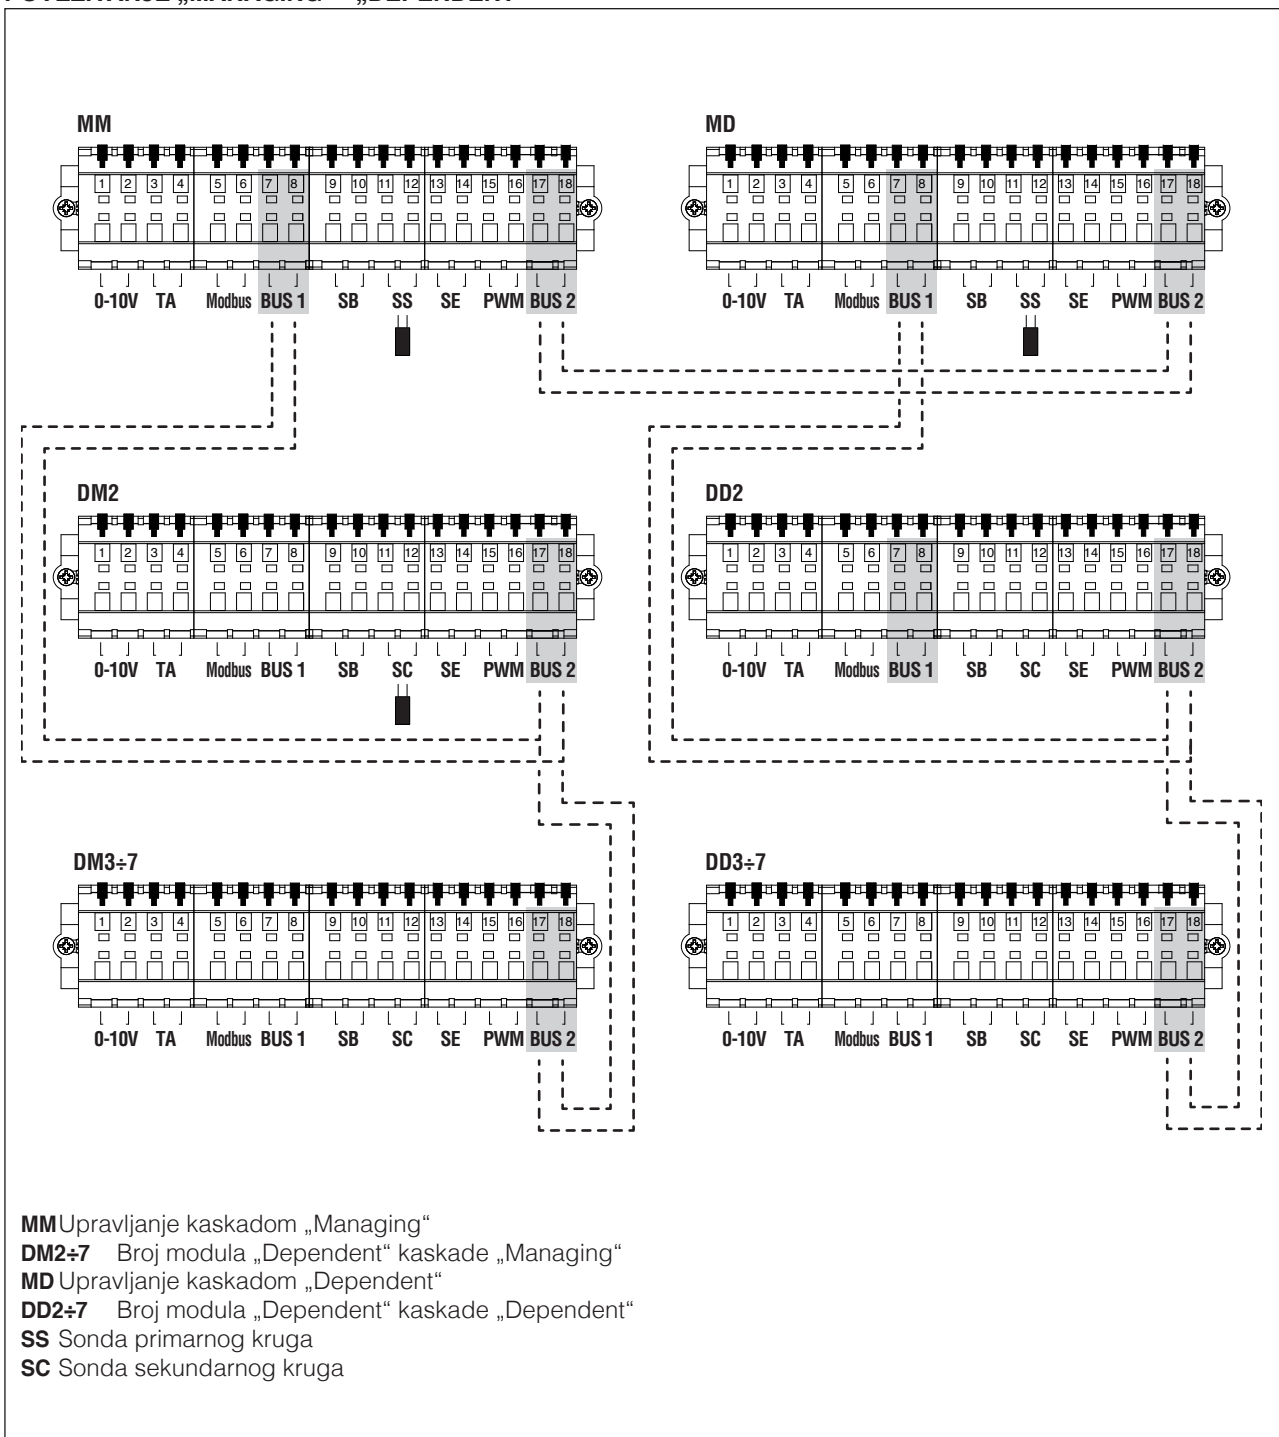 MM MD
1 2 3 4 5 6 7 8 9 10 11 12 13 14 15 16 17 18 1 2 3 4 5 6 7 8 9 10 11 12 13 14 15 16 17 18
0-10V TA Modbus BUS 1 SB SS SE PWM BUS 2 0-10V TA Modbus BUS 1 SB SS SE PWM BUS 2
DM2 DD2
1 2 3 4 5 6 7 8 9 10 11 12 13 14 15 16 17 18 1 2 3 4 5 6 7 8 9 10 11 12 13 14 15 16 17 18
0-10V TA Modbus BUS 1 SB SC SE PWM BUS 2 0-10V TA Modbus BUS 1 SB SC SE PWM BUS 2
DM3÷7 DD3÷7
1 2 3 4 5 6 7 8 9 10 11 12 13 14 15 16 17 18 1 2 3 4 5 6 7 8 9 10 11 12 13 14 15 16 17 18
0-10V TA Modbus BUS 1 SB SC SE PWM BUS 2 0-10V TA Modbus BUS 1 SB SC SE PWM BUS 2
MM Upravljanje kaskadom „Managing“
DM2÷7 Broj modula „Dependent“ kaskade „Managing“
MD Upravljanje kaskadom „Dependent“
DD2÷7 Broj modula „Dependent“ kaskade „Dependent“
SS Sonda primarnog kruga
SC Sonda sekundarnog kruga